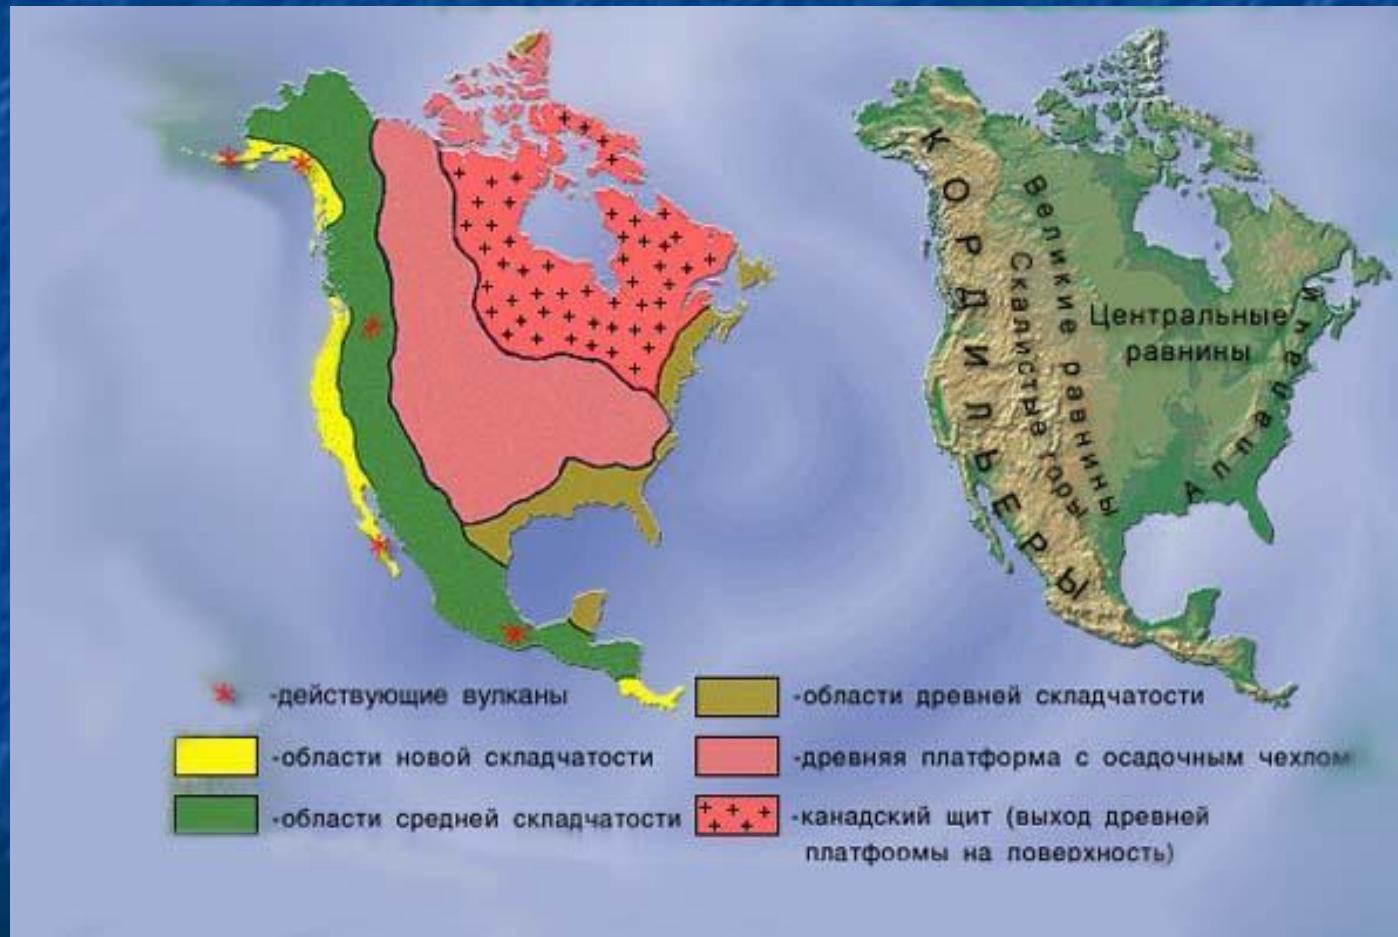 КОРДИЛЬЕРЫ
Скалистые горы
Великие равнины
Центральные
равнины
Аппалачи
-действующие вулканы
-области новой складчатости
-области средней складчатости
-области древней складчатости
-древняя платформа с осадочным чехлом
-канадский щит (выход древней
платформы на поверхность)